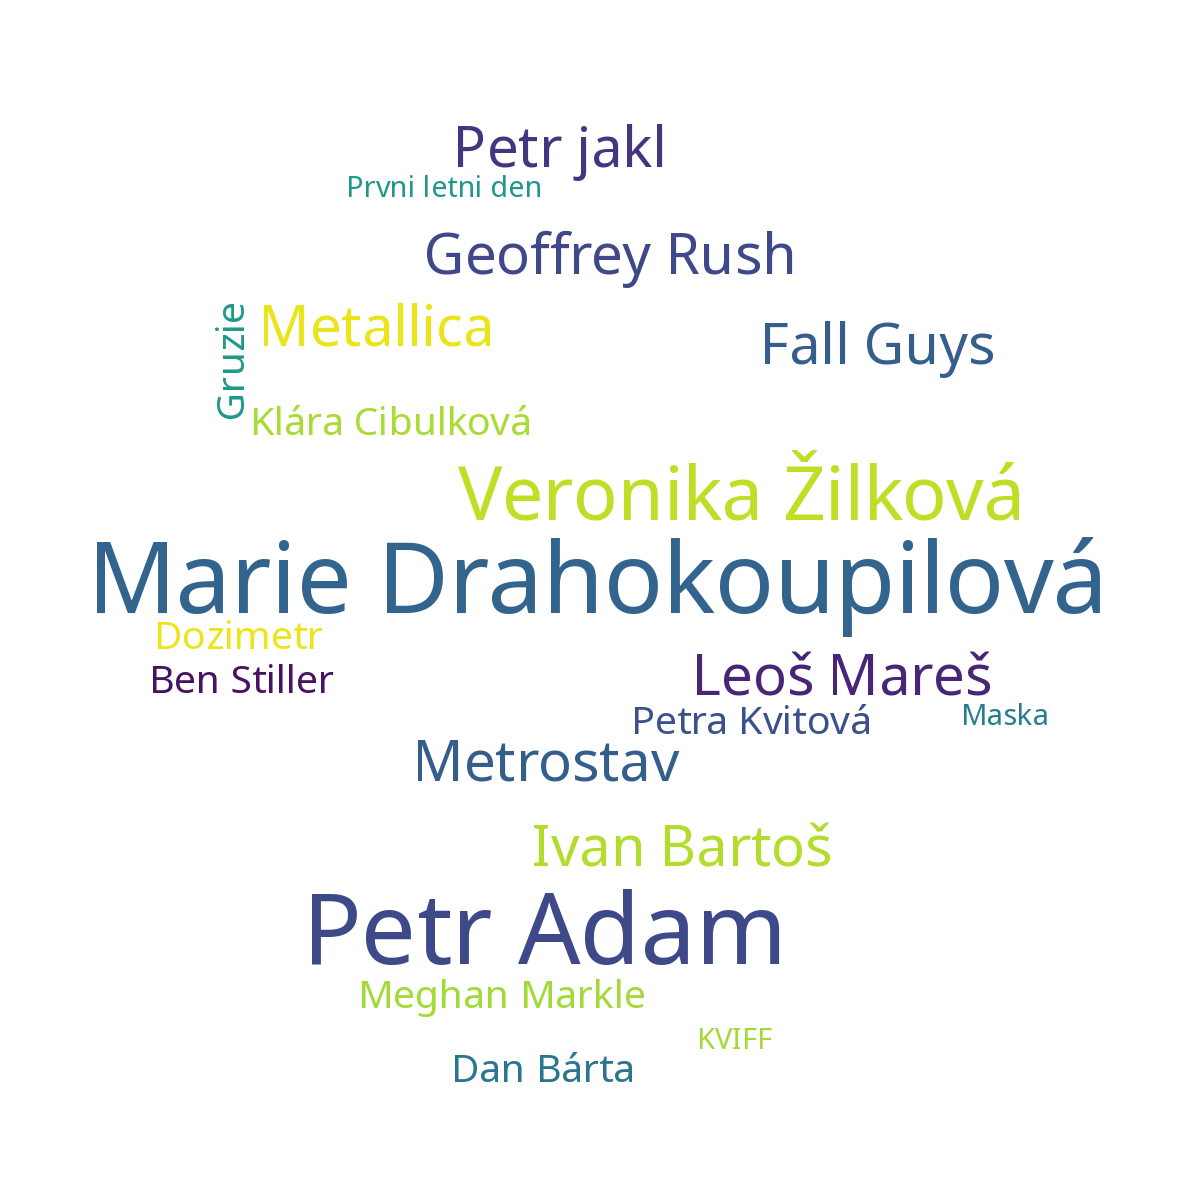 Petr jakl
Prvni letni den
Geoffrey Rush
Gruzie
Metallica
Fall Guys
Klára Cibulková
Veronika Žilková
Marie Drahokoupilová
Dozimetr
Ben Stiller
Leoš Mareš
Petra Kvitová
Maska
Metrostav
Ivan Bartoš
Petr Adam
Meghan Markle
KVIFF
Dan Bárta